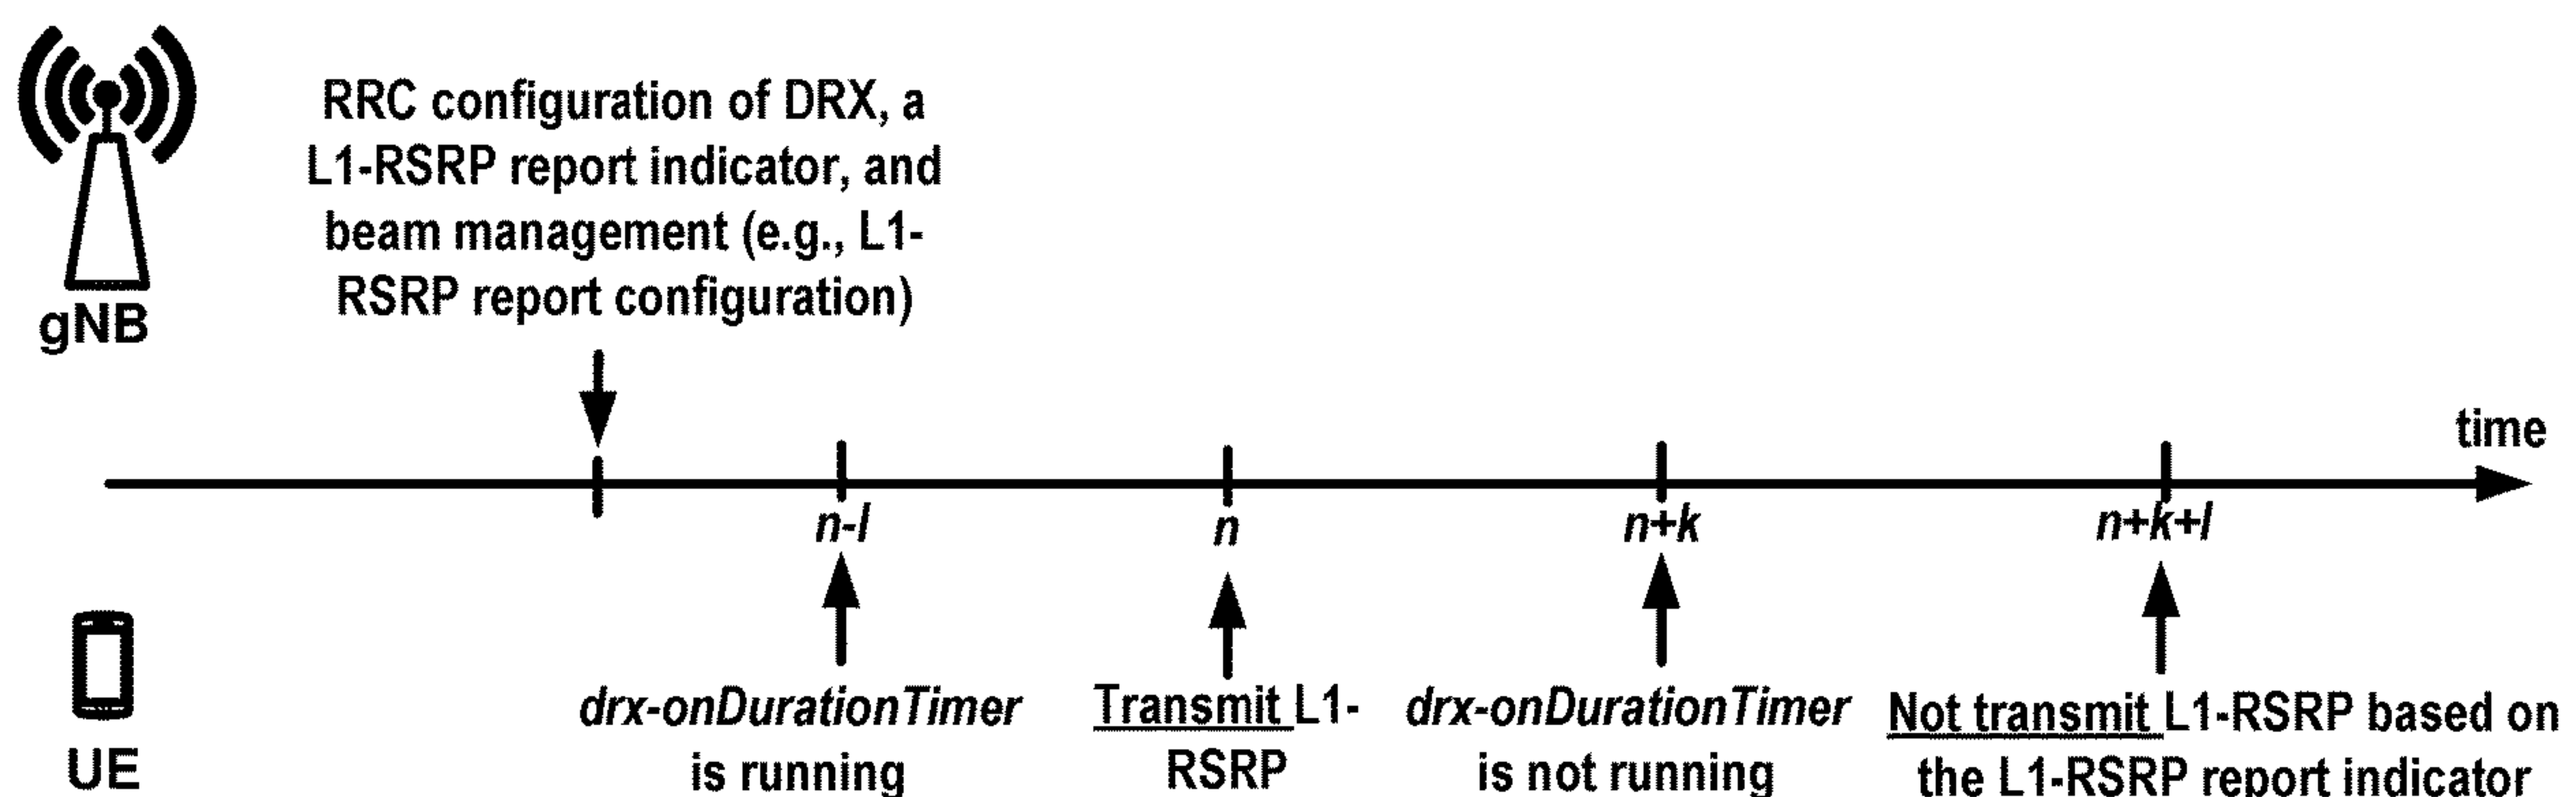 RRC configuration of DRX, a
L1-RSRP report indicator, and
beam management (e.g., L1-
RSRP report configuration)
gNB
time
n-l
n
n+k
n+k+l
drx-onDurationTimer
is running
Transmit L1-
RSRP
drx-onDurationTimer
is not running
Not transmit L1-RSRP based on
the L1-RSRP report indicator
UE